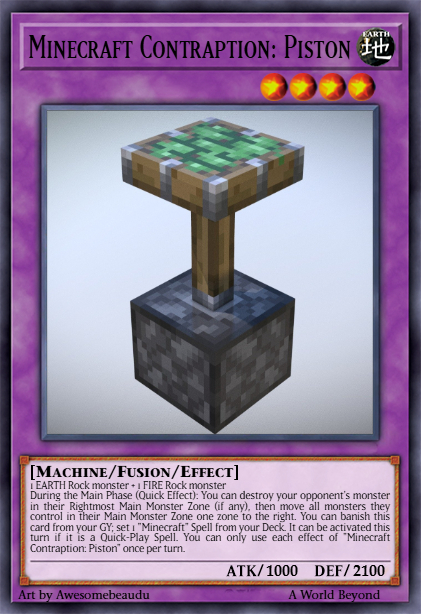 Minecraft Contraption: Piston
EARTH
地
[Machine/Fusion/Effect]
1 EARTH Rock monster + 1 FIRE Rock monster
During the Main Phase (Quick Effect): You can destroy your opponent's monster
in their Rightmost Main Monster Zone (if any), then move all monsters they
control in their Main Monster Zone one zone to the right. You can banish this
card from your GY; set 1 "Minecraft" Spell from your Deck. It can be activated this
turn if it is a Quick-Play Spell. You can only use each effect of "Minecraft
Contraption: Piston" once per turn.
ATK/1000 DEF/2100
Art by Awesomebeaudu
A World Beyond